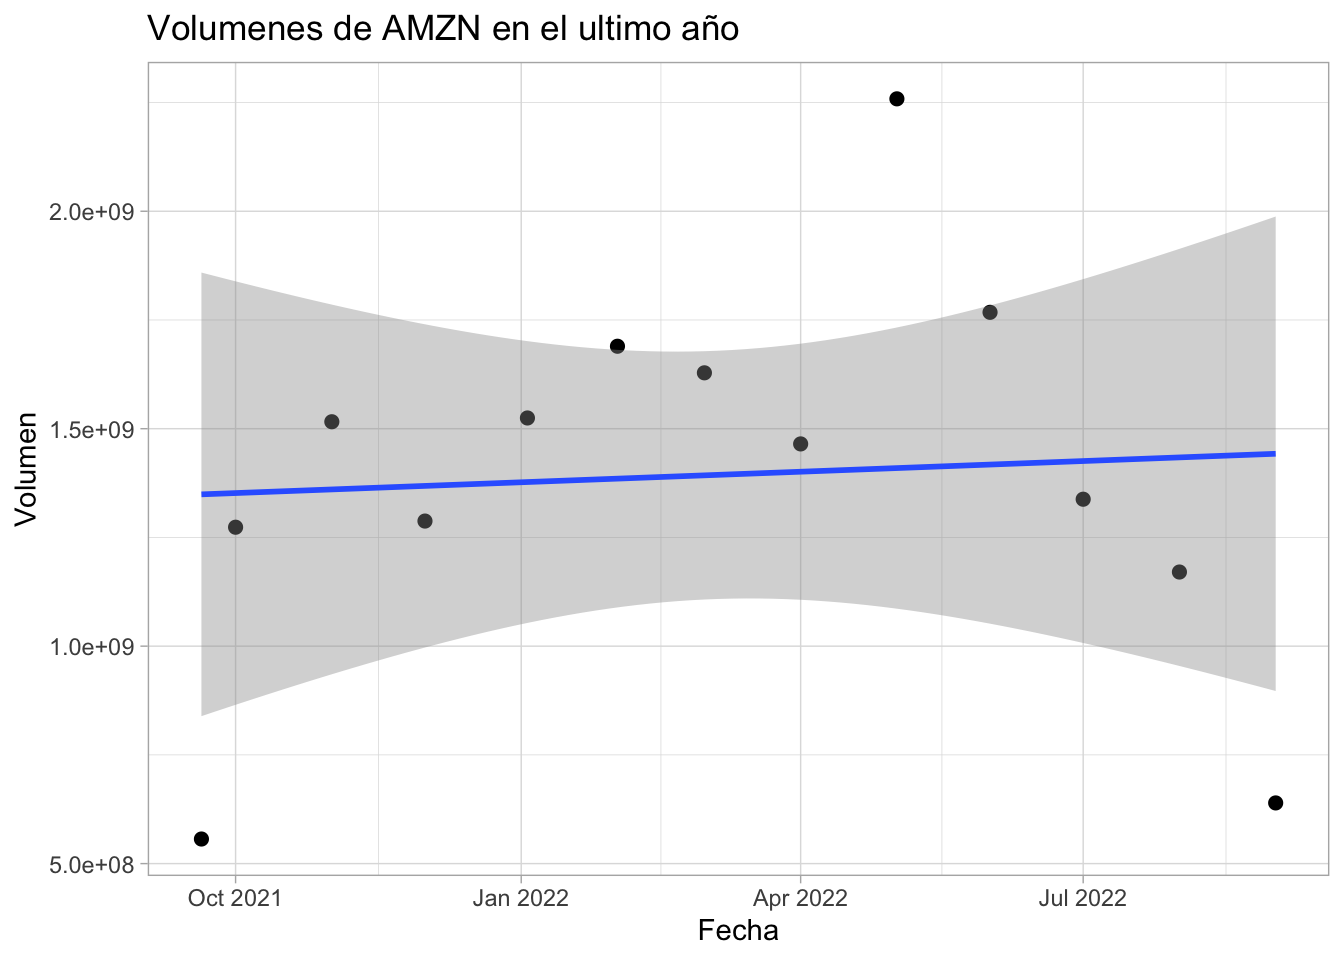 Volumenes de AMZN en el ultimo año
Volumen
2.0e+09
1.5e+09
1.0e+09
5.0e+08
Oct 2021
Jan 2022
Apr 2022
Jul 2022
Fecha